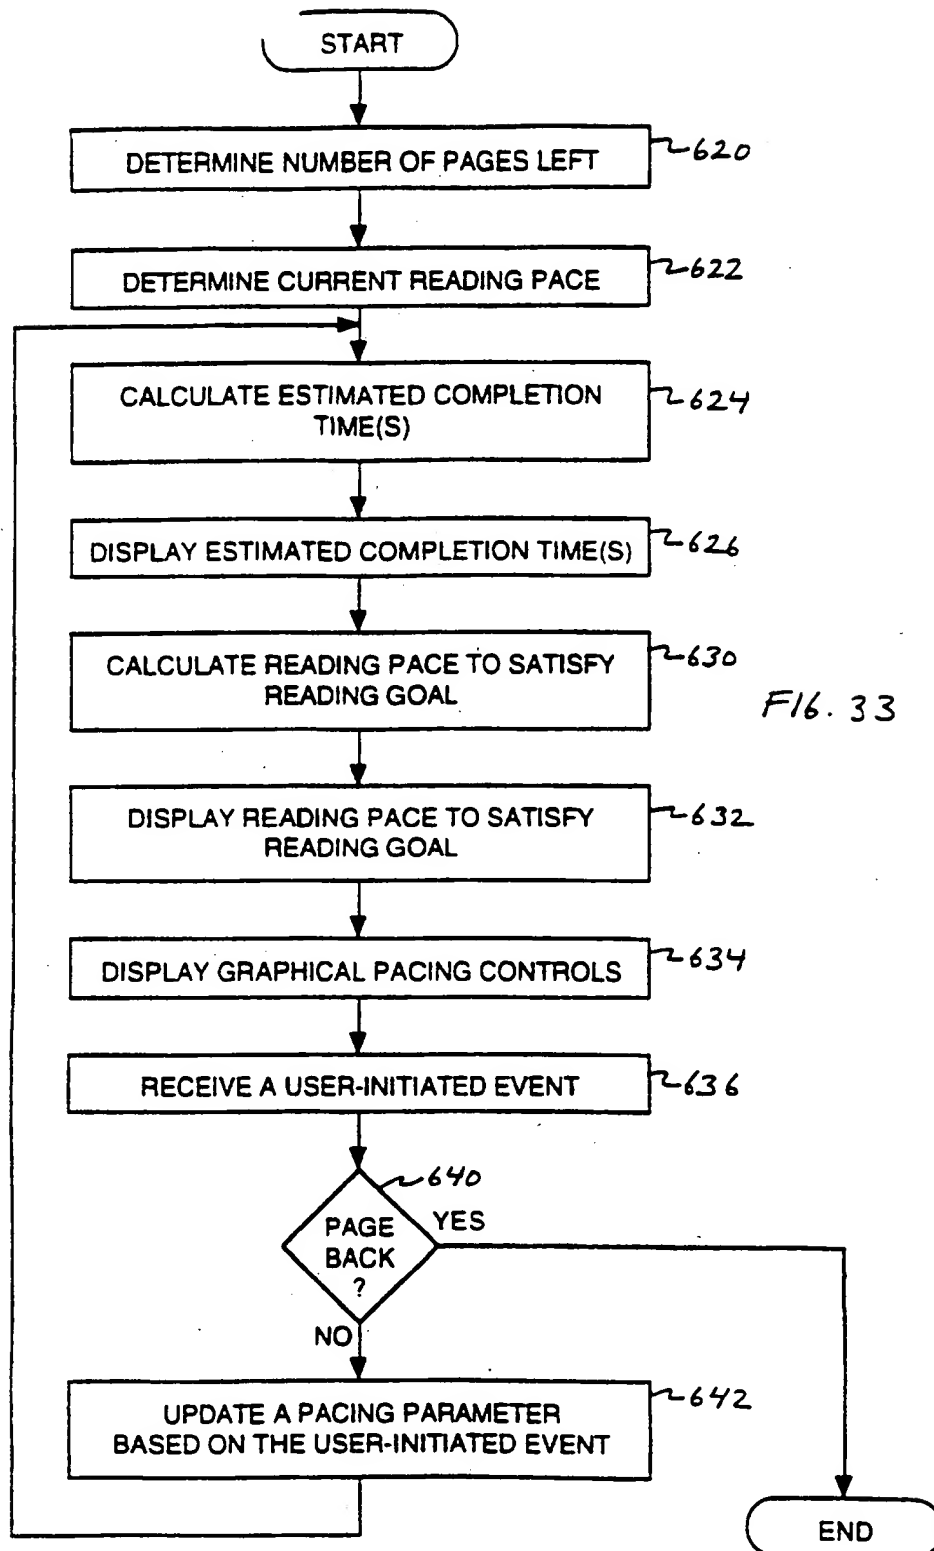 START
DETERMINE NUMBER OF PAGES LEFT
620
DETERMINE CURRENT READING PACE
622
CALCULATE ESTIMATED COMPLETION
TIME(S)
624
DISPLAY ESTIMATED COMPLETION TIME(S)
626
CALCULATE READING PACE TO SATISFY
READING GOAL
630
FIG. 33
DISPLAY READING PACE TO SATISFY
READING GOAL
632
DISPLAY GRAPHICAL PACING CONTROLS
634
RECEIVE A USER-INITIATED EVENT
636
640
PAGE
BACK
?
YES
NO
UPDATE A PACING PARAMETER
BASED ON THE USER-INITIATED EVENT
642
END